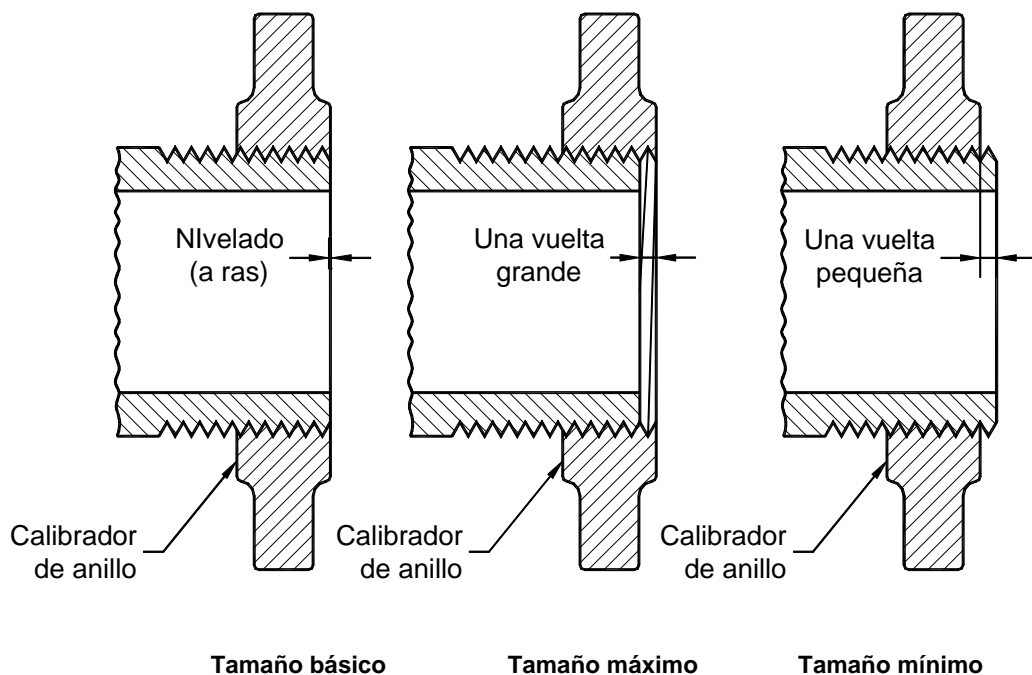 NIvelado
(a ras)
Una vuelta
grande
Una vuelta
pequeña
Calibrador
de anillo
Calibrador
de anillo
Calibrador
de anillo
Tamaño básico
Tamaño máximo
Tamaño mínimo